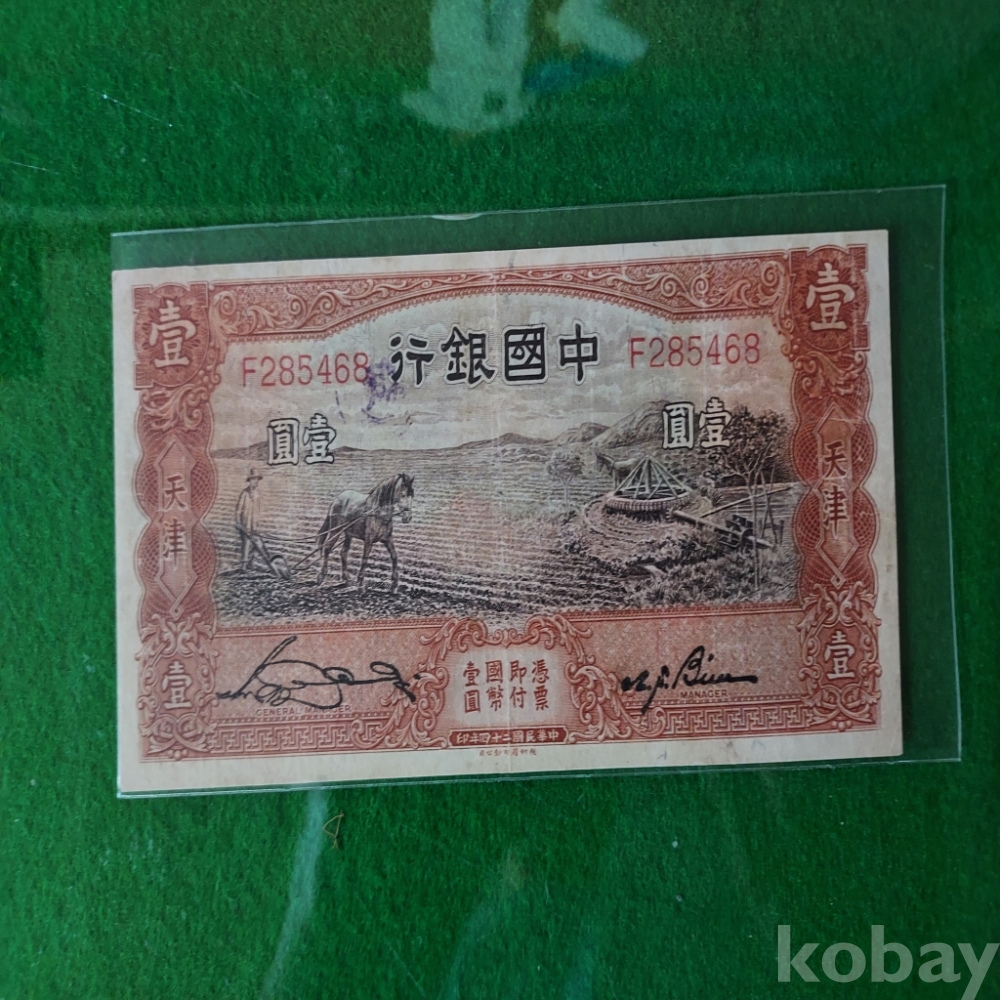 壹 壹
F285468 行銀國中 F285468
圓壹 圓壹
天津 天津
憑票
即付
國幣
壹圓
壹 壹
GENERAL MANAGER MANAGER
印年四十二國民華中
kobay